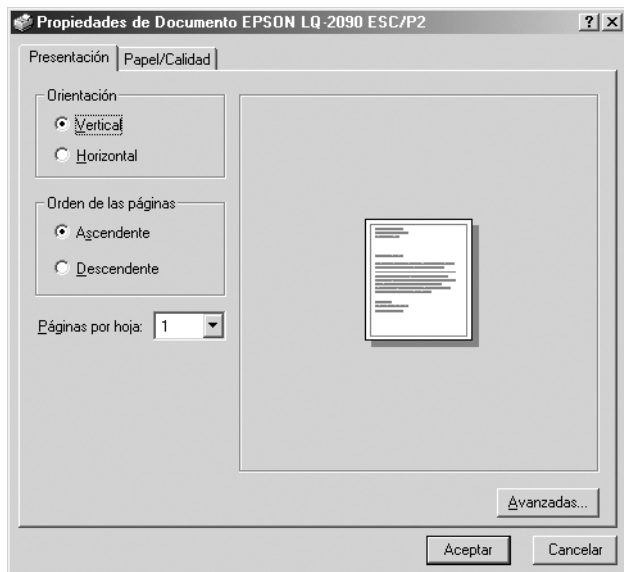 Propiedades de Documento EPSON LQ-2090 ESC/P2
Presentación Papel/Calidad
Orientación
Vertical
Horizontal
Orden de las páginas
Ascendente
Descendente
Páginas por hoja: 1
Avanzadas...
Aceptar Cancelar